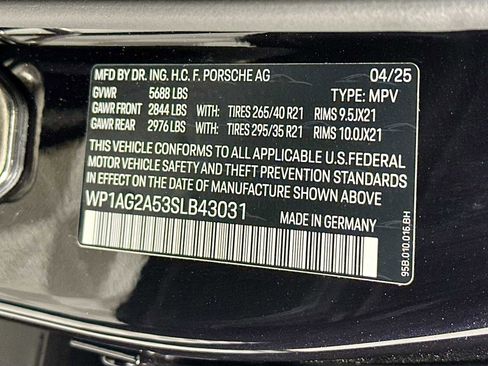 MFD BY DR. ING. H.C. F. PORSCHE AG 04/25
GVWR 5688 LBS TYPE: MPV
GAWR FRONT 2844 LBS WITH: TIRES 265/40 R21 RIMS 9.5JX21
GAWR REAR 2976 LBS WITH: TIRES 295/35 R21 RIMS 10.0JX21
THIS VEHICLE CONFORMS TO ALL APPLICABLE U.S.FEDERAL
MOTOR VEHICLE SAFETY AND THEFT PREVENTION STANDARDS
IN EFFECT ON THE DATE OF MANUFACTURE SHOWN ABOVE
WP1AG2A53SLB43031 MADE IN GERMANY
95B.010.016.BH